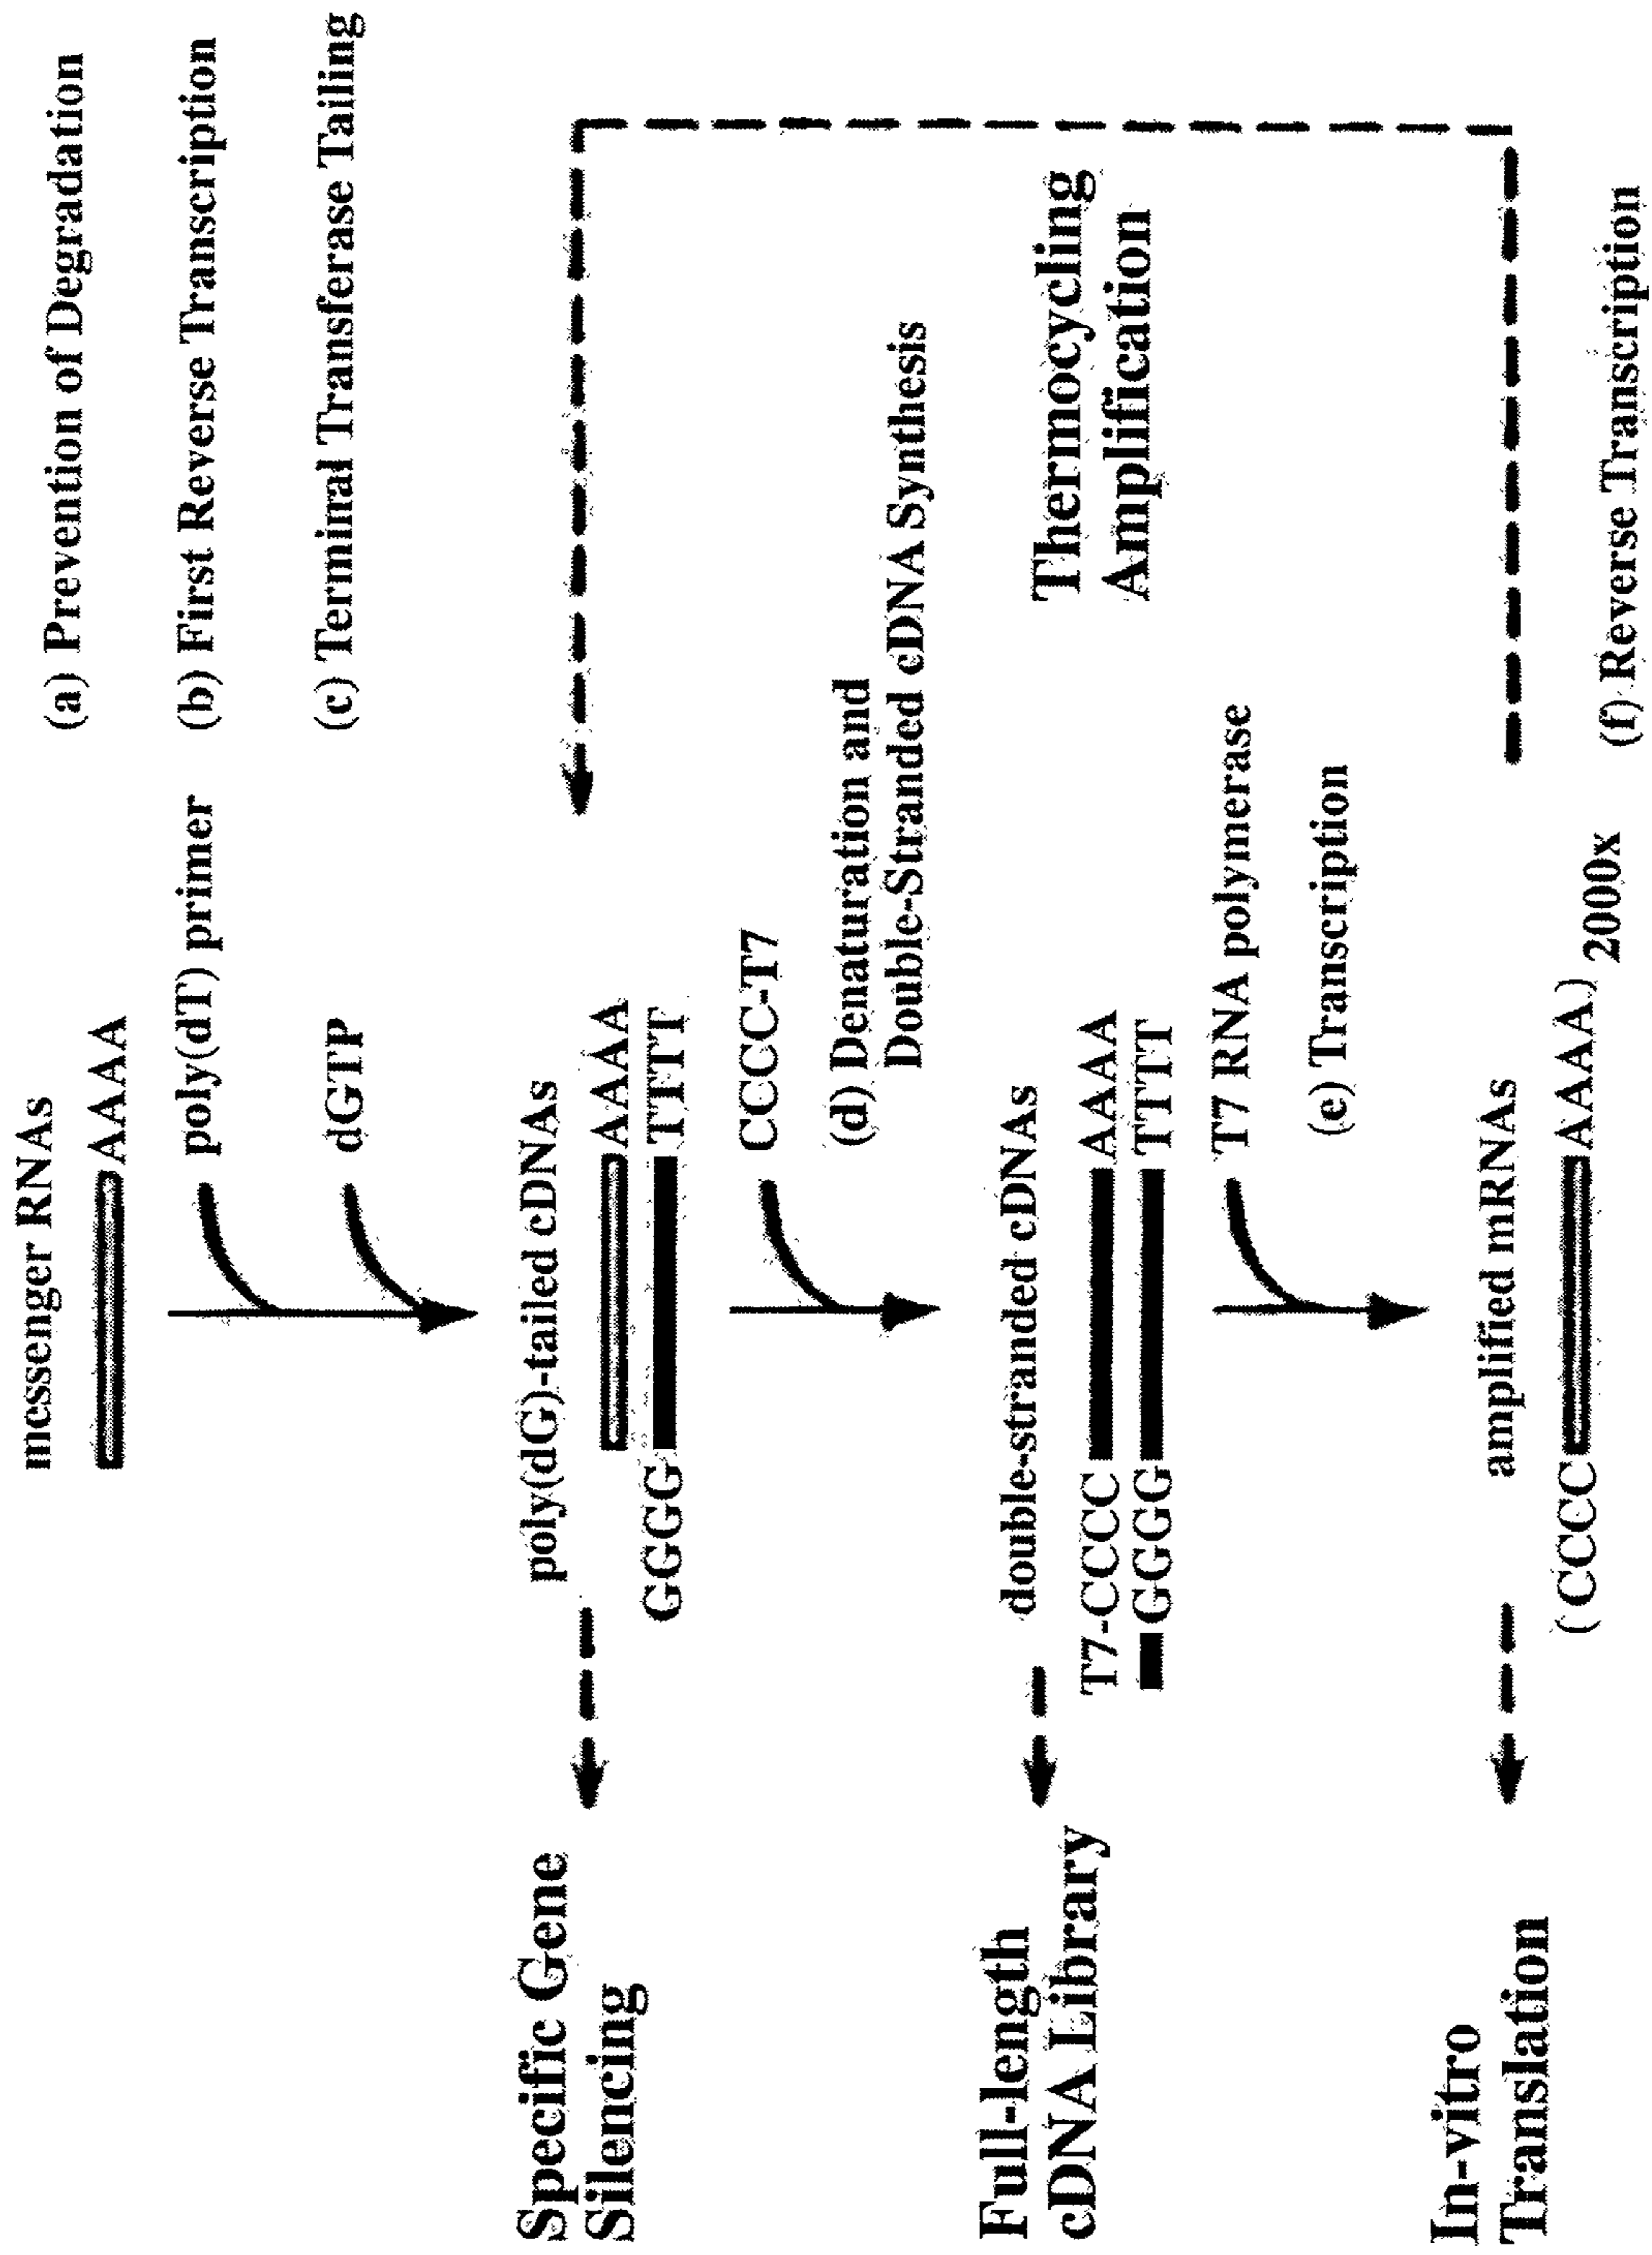 messenger RNAs
AAAA
(a) Prevention of Degradation
poly(dT) primer
(b) First Reverse Transcription
dGTP
(c) Terminal Transferase Tailing
Specific Gene
Silencing
poly(dG)-tailed cDNAs
AAAA
GGGG
TTTT
CCCC-T7
(d) Denaturation and
Double-Stranded cDNA Synthesis
Thermocycling
Amplification
Full-length
cDNA Library
double-stranded cDNAs
T7-CCCC
AAAA
GGGG
TTTT
T7 RNA polymerase
(e) Transcription
In-vitro
Translation
amplified mRNAs
(CCCC
AAAA)
2000x
(f) Reverse Transcription